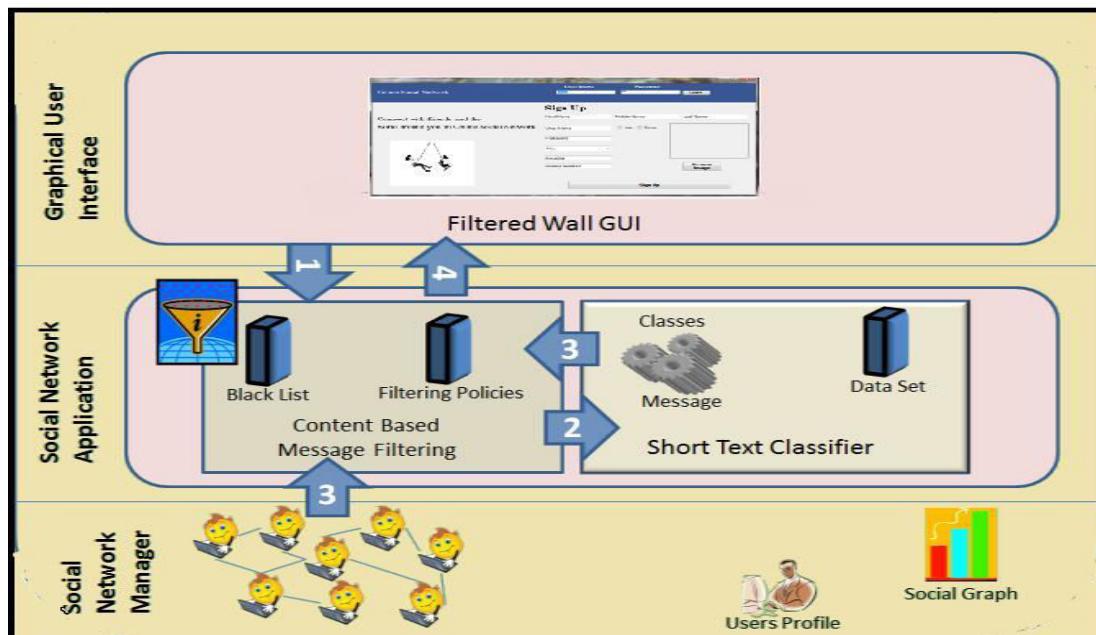 Graphical User
Interface
Sign Up
Sign Up
Filtered Wall GUI
1
4
Social Network
Application
i
Black List
Filtering Policies
Content Based
Message Filtering
3
2
Classes
Message
Data Set
Short Text Classifier
3
Social
Network
Manager
Users Profile
Social Graph